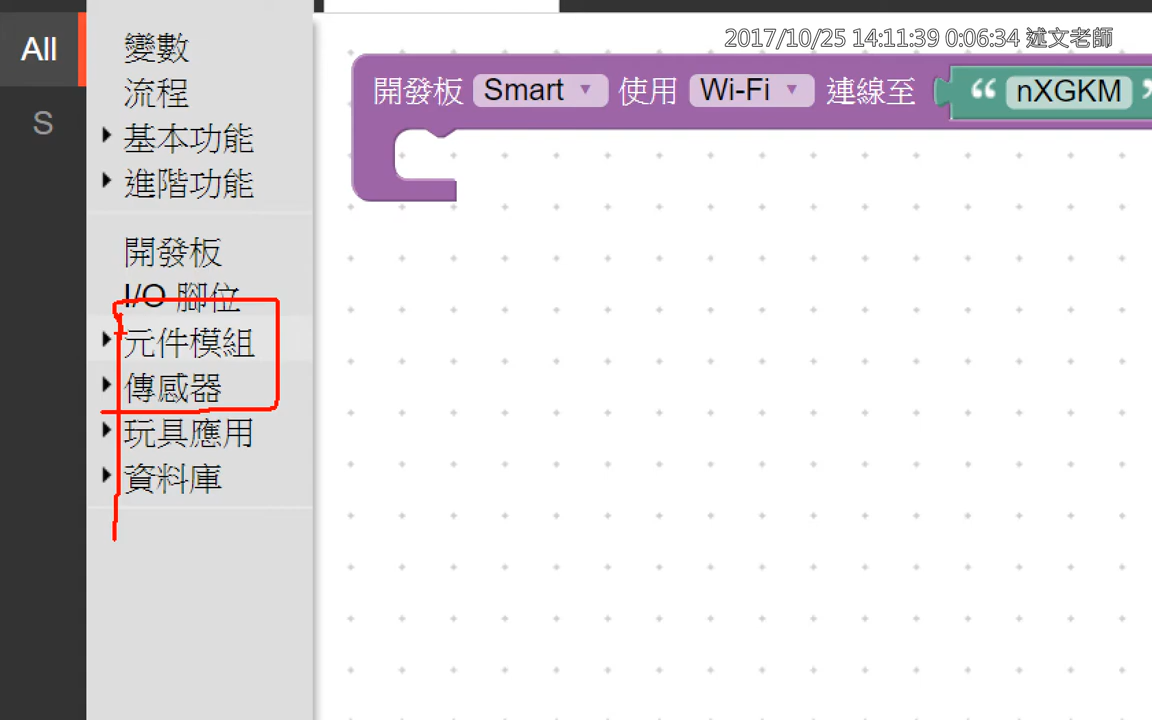 2017/10/25 14:11:39 0:06:34 述文老師
All
S
變數
流程
基本功能
進階功能
開發板
I/O 腳位
元件模組
傳感器
玩具應用
資料庫
開發板 Smart 使用 Wi-Fi 連線至 “ nXGKM ”